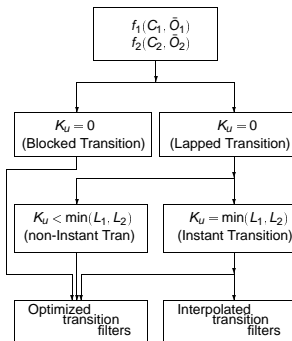 f₁(C₁, Ō₁)
f₂(C₂, Ō₂)
Kᵤ = 0
(Blocked Transition)
Kᵤ = 0
(Lapped Transition)
Kᵤ < min(L₁, L₂)
(non-Instant Tran)
Kᵤ = min(L₁, L₂)
(Instant Transition)
Optimized
transition
filters
Interpolated
transition
filters